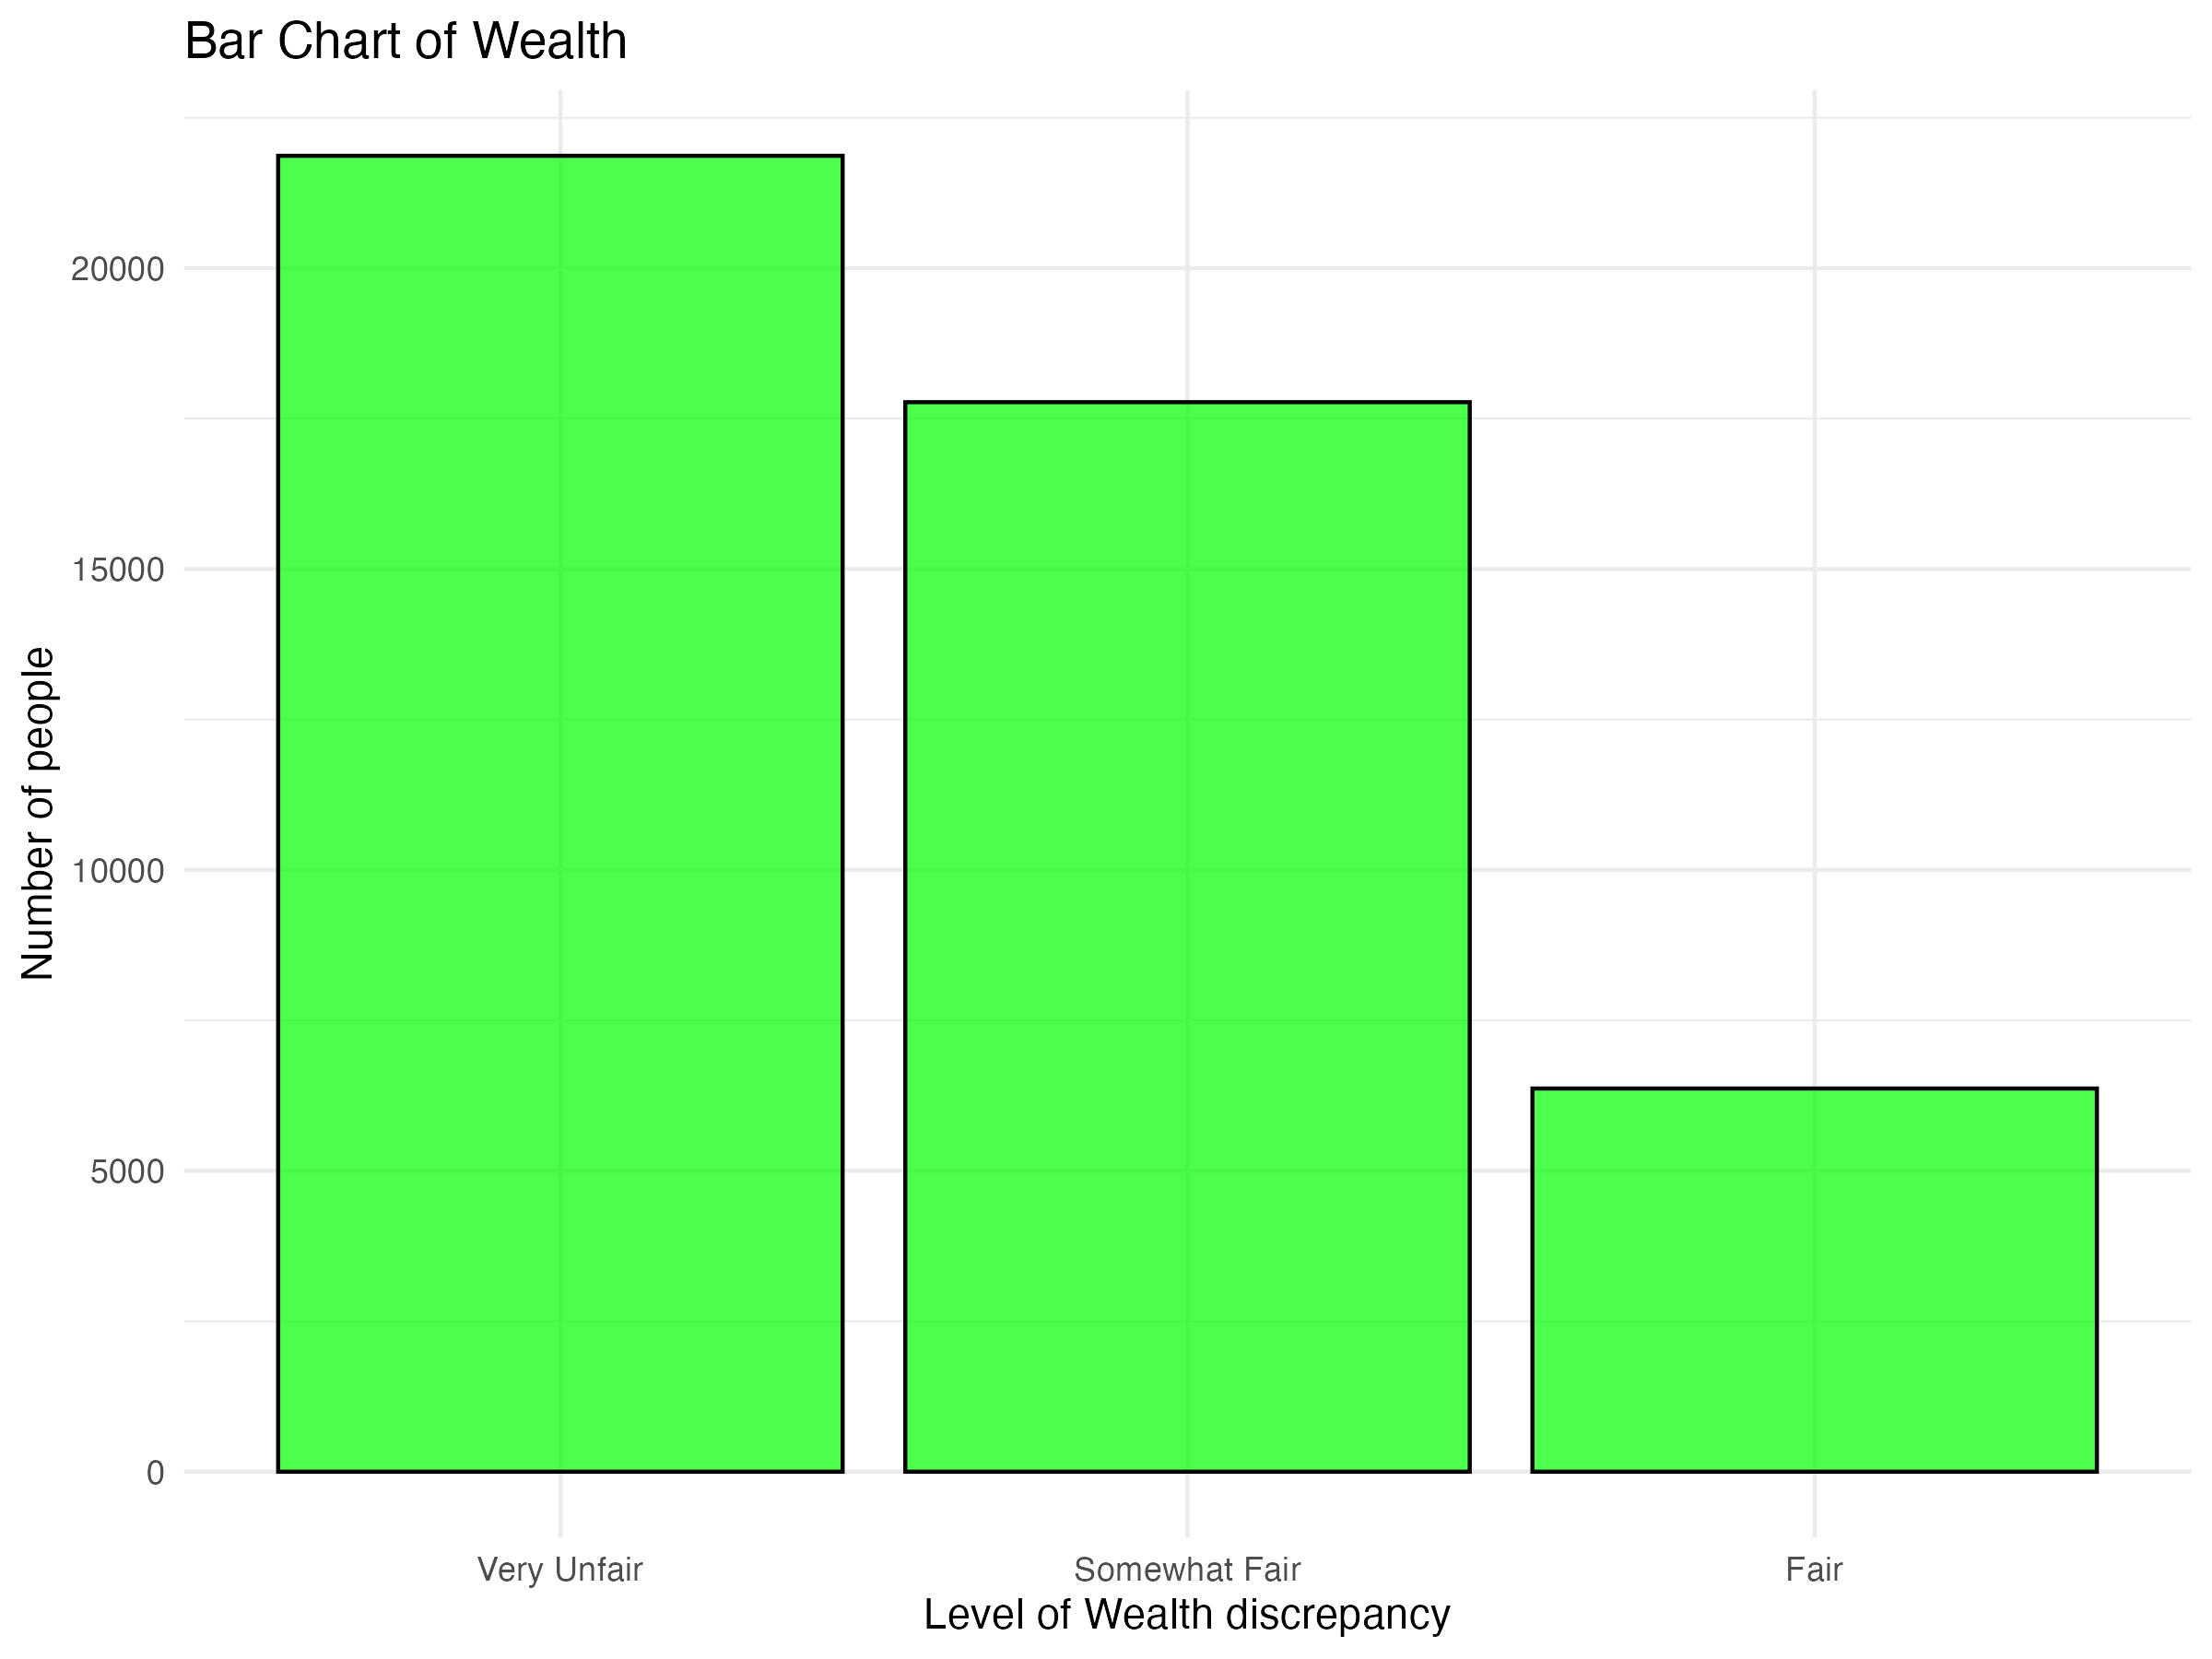 Bar Chart of Wealth
Number of people
20000
15000
10000
5000
0
Very Unfair
Somewhat Fair
Fair
Level of Wealth discrepancy